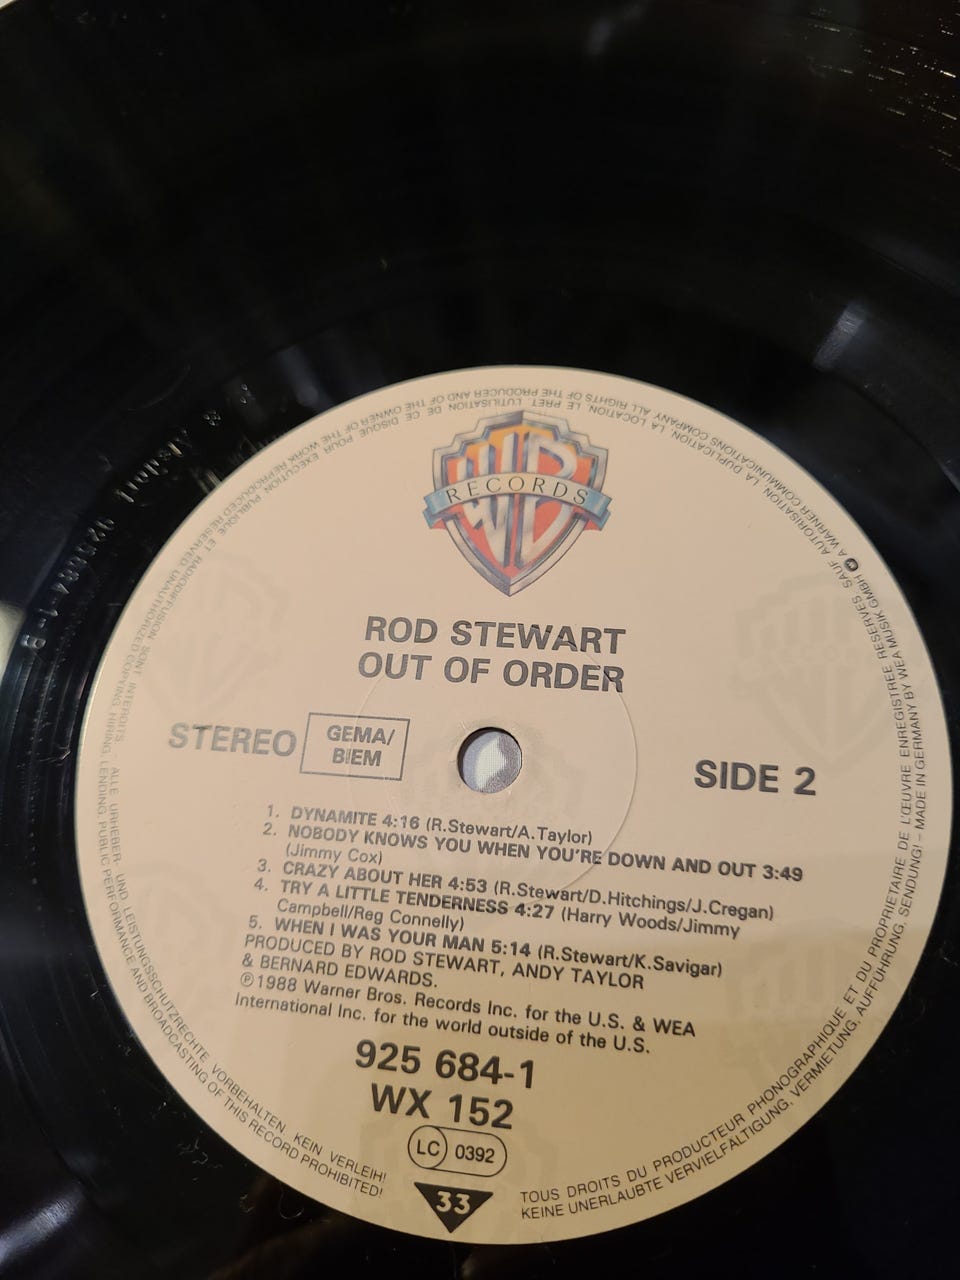 WB
RECORDS
ROD STEWART
OUT OF ORDER
STEREO
GEMA/
BIEM
SIDE 2
1. DYNAMITE 4:16 (R.Stewart/A.Taylor)
2. NOBODY KNOWS YOU WHEN YOU'RE DOWN AND OUT 3:49
(Jimmy Cox)
3. CRAZY ABOUT HER 4:53 (R.Stewart/D.Hitchings/J.Cregan)
4. TRY A LITTLE TENDERNESS 4:27 (Harry Woods/Jimmy
Campbell/Reg Connelly)
5. WHEN I WAS YOUR MAN 5:14 (R.Stewart/K.Savigar)
PRODUCED BY ROD STEWART, ANDY TAYLOR
& BERNARD EDWARDS.
℗1988 Warner Bros. Records Inc. for the U.S. & WEA
International Inc. for the world outside of the U.S.
925 684-1
WX 152
LC 0392
33
TOUS DROITS DU PRODUCTEUR PHONOGRAPHIQUE ET DU PROPRIETAIRE DE L'ŒUVRE ENREGISTREE RESERVES SAUF AUTORISATION. LA DUPLICATION, LA LOCATION, LE PRET, L'UTILISATION DE CE DISQUE POUR EXECUTION PUBLIQUE ET RADIODIFFUSION SONT INTERDITS. ALLE URHEBER- UND LEISTUNGSSCHUTZRECHTE VORBEHALTEN KEIN VERLEIH!
KEINE UNERLAUBTE VERVIELFÄLTIGUNG, VERMIETUNG, AUFFÜHRUNG, SENDUNG! – MADE IN GERMANY BY WEA MUSIK GMBH A WARNER COMMUNICATIONS COMPANY. ALL RIGHTS OF THE PRODUCER AND OF THE OWNER OF THE WORK REPRODUCED RESERVED. UNAUTHORIZED COPYING, HIRING, LENDING, PUBLIC PERFORMANCE AND BROADCASTING OF THIS RECORD PROHIBITED!